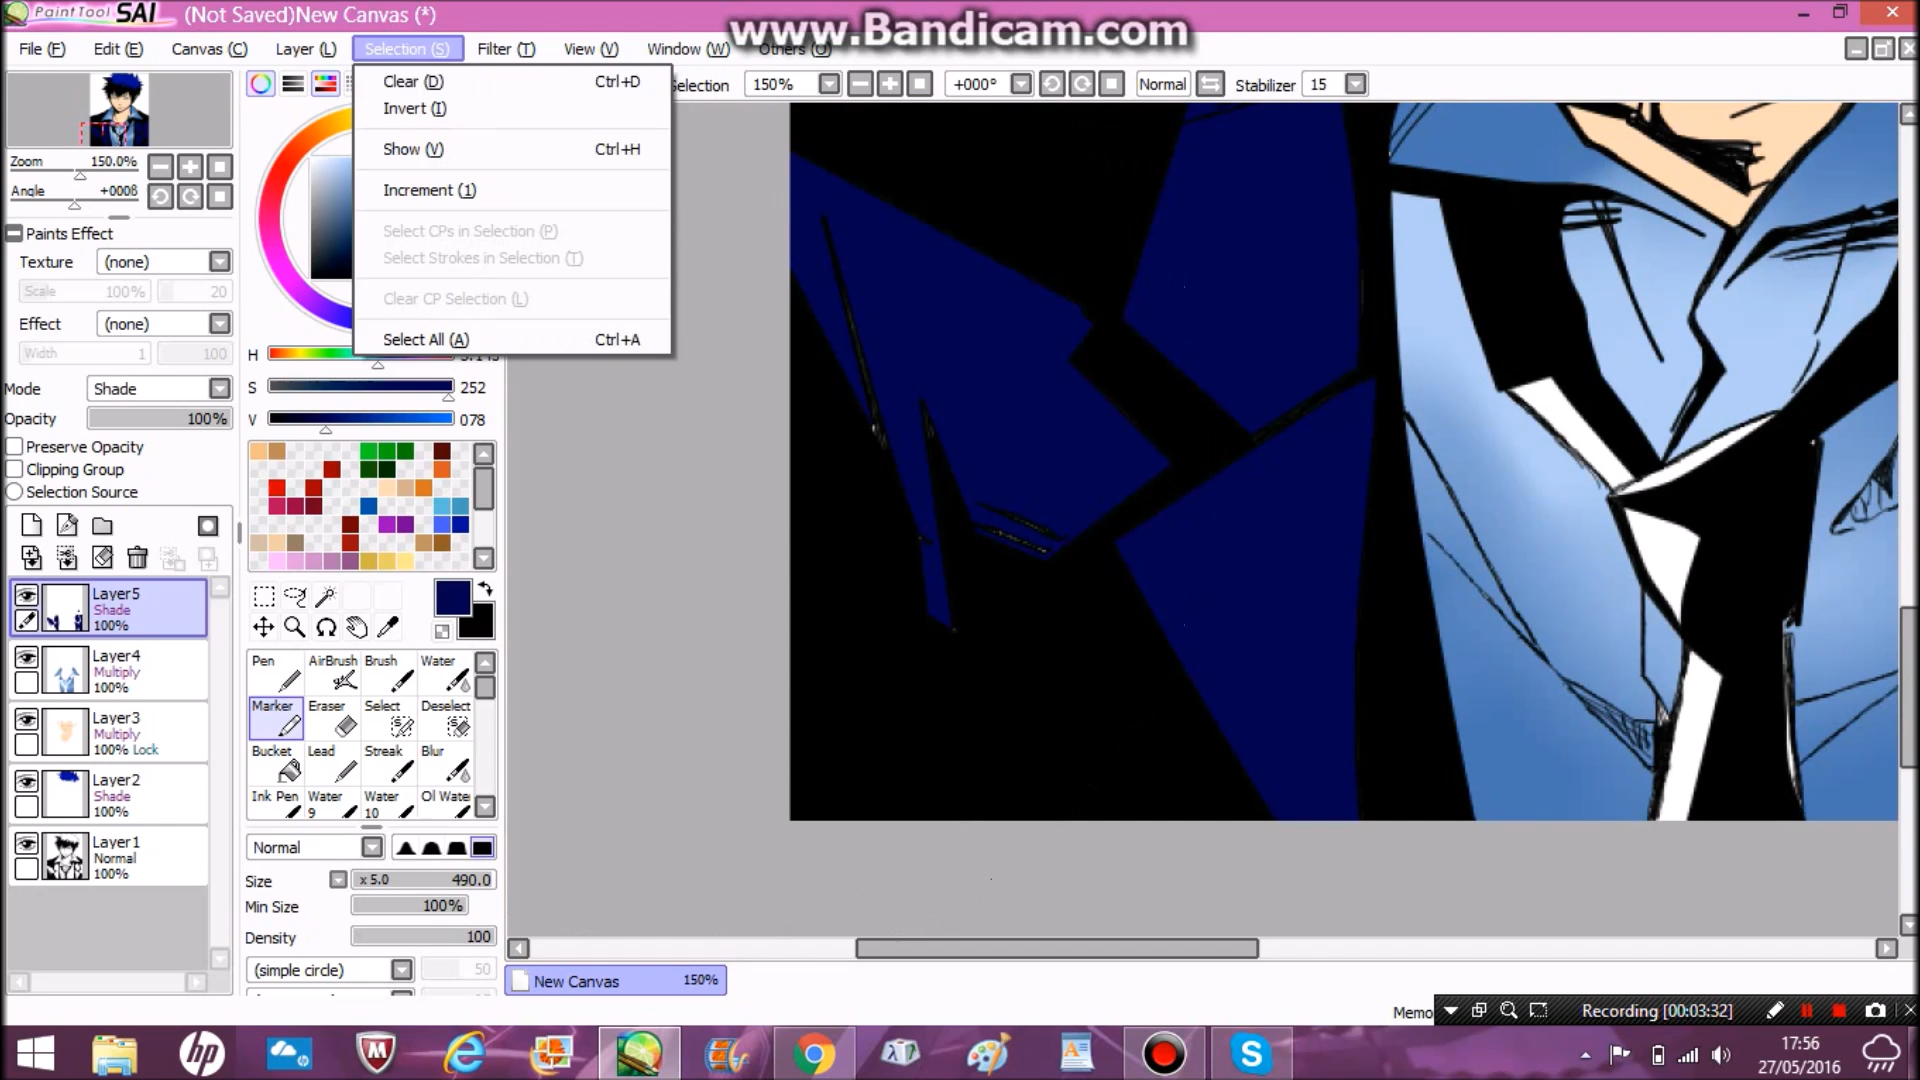 PaintTool SAI (Not Saved)New Canvas (*)
www.Bandicam.com
File (F) Edit (E) Canvas (C) Layer (L) Selection (S) Filter (T) View (V) Window (W) Others (O)
Clear (D) Ctrl+D
Invert (I)
Show (V) Ctrl+H
Increment (1)
Select CPs in Selection (P)
Select Strokes in Selection (T)
Clear CP Selection (L)
Select All (A) Ctrl+A
Selection 150% +000° Normal Stabilizer 15
Zoom 150.0%
Angle
Paints Effect
Texture (none)
Scale 100% 20
Effect (none)
Width 1 100
Mode Shade
Opacity 100%
Preserve Opacity
Clipping Group
Selection Source
Layer5
Shade
100%
Layer4
Multiply
100%
Layer3
Multiply
100% Lock
Layer2
Shade
100%
Layer1
Normal
100%
H
S 252
V 078
Pen AirBrush Brush Water
Marker Eraser Select Deselect
Bucket Lead Streak Blur
Ink Pen Water 9 Water 10 Oil Wate
Normal
Size x 5.0 490.0
Min Size 100%
Density 100
(simple circle) 50
New Canvas 150%
Memo
Recording [00:03:32]
17:56
27/05/2016